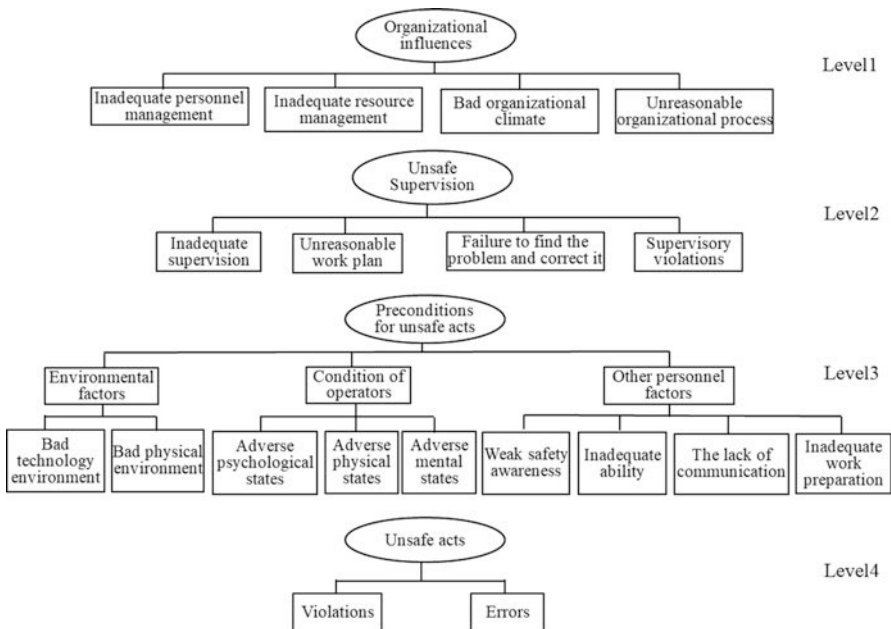 Organizational
influences
Level1
Inadequate personnel
management
Inadequate resource
management
Bad organizational
climate
Unreasonable
organizational process
Unsafe
Supervision
Level2
Inadequate
supervision
Unreasonable
work plan
Failure to find the
problem and correct it
Supervisory
violations
Preconditions
for unsafe acts
Level3
Environmental
factors
Condition of
operators
Other personnel
factors
Bad
technology
environment
Bad physical
environment
Adverse
psychological
states
Adverse
physical
states
Adverse
mental
states
Weak safety
awareness
Inadequate
ability
The lack of
communication
Inadequate
work
preparation
Unsafe acts
Level4
Violations
Errors